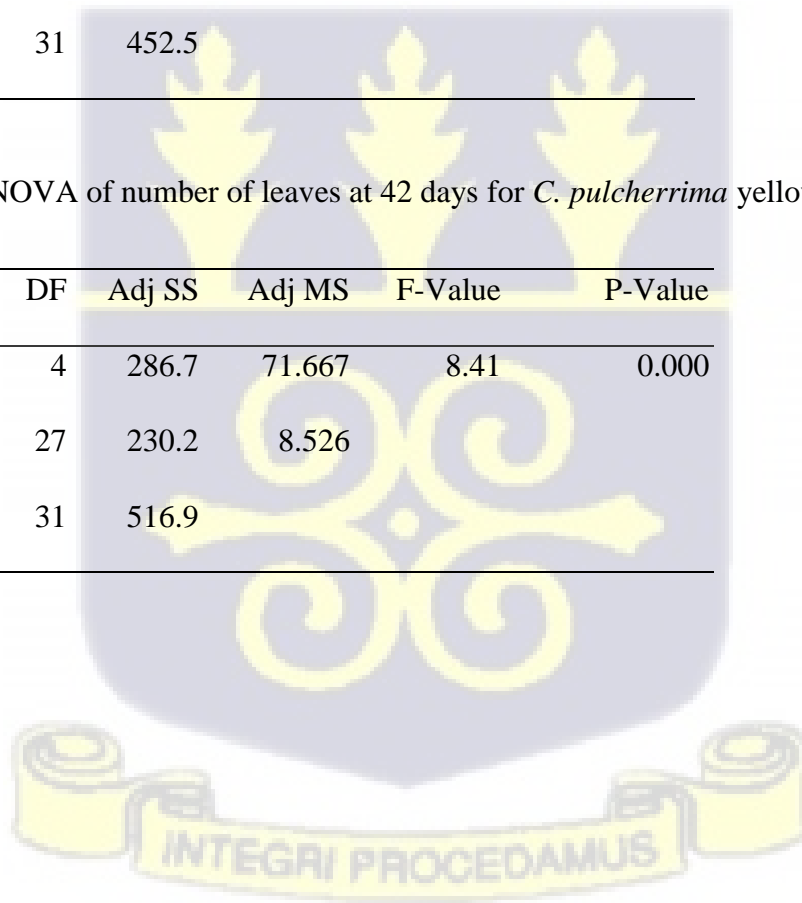 31 452.5
NOVA of number of leaves at 42 days for C. pulcherrima yello
DF Adj SS Adj MS F-Value P-Value
4 286.7 71.667 8.41 0.000
27 230.2 8.526
31 516.9
INTEGRI PROCEDAMUS